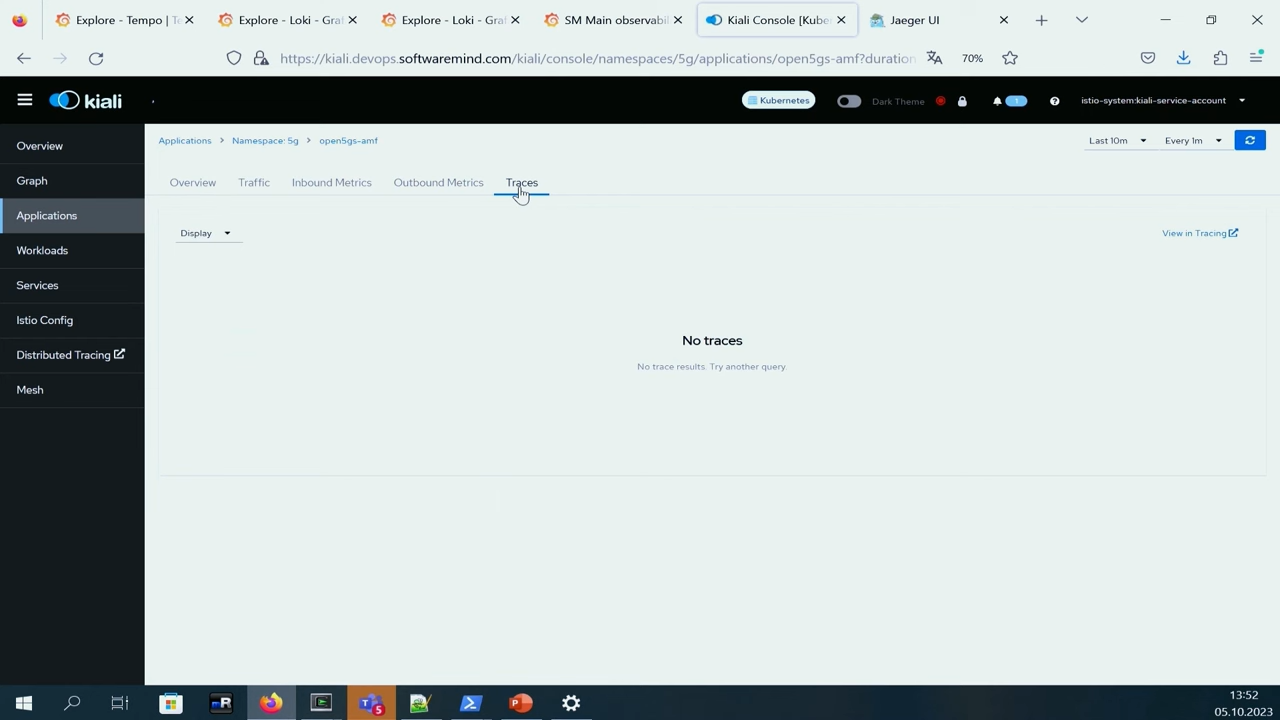 Explore - Tempo | Te
Explore - Loki - Graf
Explore - Loki - Graf
SM Main observabil
Kiali Console [Kube
Jaeger UI
https://kiali.devops.softwaremind.com/kiali/console/namespaces/5g/applications/open5gs-amf?duration
70%
kiali
Kubernetes
Dark Theme
1
istio-system:kiali-service-account
Overview
Graph
Applications
Workloads
Services
Istio Config
Distributed Tracing
Mesh
Applications > Namespace: 5g > open5gs-amf
Last 10m
Every 1m
Overview
Traffic
Inbound Metrics
Outbound Metrics
Traces
Display
View in Tracing
No traces
No trace results. Try another query.
13:52
05.10.2023